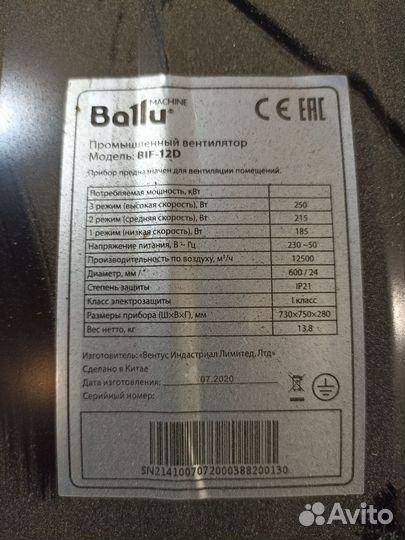 MACHINE
Ballu®
CE EAC
Промышленный вентилятор
Модель: BIF-12D
Прибор предназначен для вентиляции помещений.
Потребляемая мощность, кВт
3 режим (высокая скорость), Вт 250
2 режим (средняя скорость), Вт 215
1 режим (низкая скорость), Вт 185
Напряжение питания, В ~ Гц 230 ~50
Производительность по воздуху, м³/ч 12500
Диаметр, мм /" 600 / 24
Степень защиты IP21
Класс электрозащиты I класс
Размеры прибора (Ш×В×Г), мм 730×750×280
Вес нетто, кг 13,8
Изготовитель: «Вентус Индастриал Лимитед, Лтд»
Сделано в Китае
Дата изготовления: 07.2020
Серийный номер:
SN2141007072000388200130
Avito